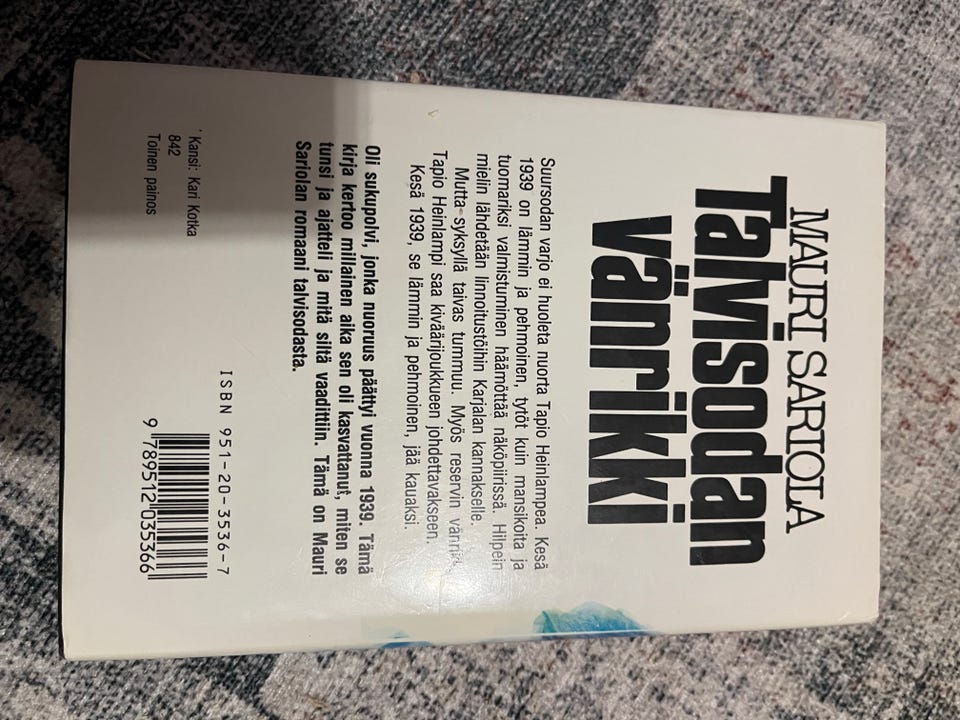 MAURI SARIOLA
Talvisodan
vänrikki
Suursodan varjo ei huoleta nuorta Tapio Heinlampea. Kesä
1939 on lämmin ja pehmoinen, tytöt kuin mansikoita ja
tuomariksi valmistuminen häämöttää näköpiirissä. Hilpein
mielin lähdetään linnoitustöihin Karjalan kannakselle.
Mutta syksyllä taivas tummuu. Myös reservin vänrikki
Tapio Heinlampi saa kiväärijoukkueen johdettavakseen.
Kesä 1939, se lämmin ja pehmoinen, jää kauaksi.
Oli sukupolvi, jonka nuoruus päättyi vuonna 1939. Tämä
kirja kertoo millainen aika sen oli kasvattanut, miten se
tunsi ja ajatteli ja mitä siltä vaadittiin. Tämä on Mauri
Sariolan romaani talvisodasta.
Kansi: Kari Kotka
842
Toinen painos
ISBN 951-20-3536-7
9 789512 035366